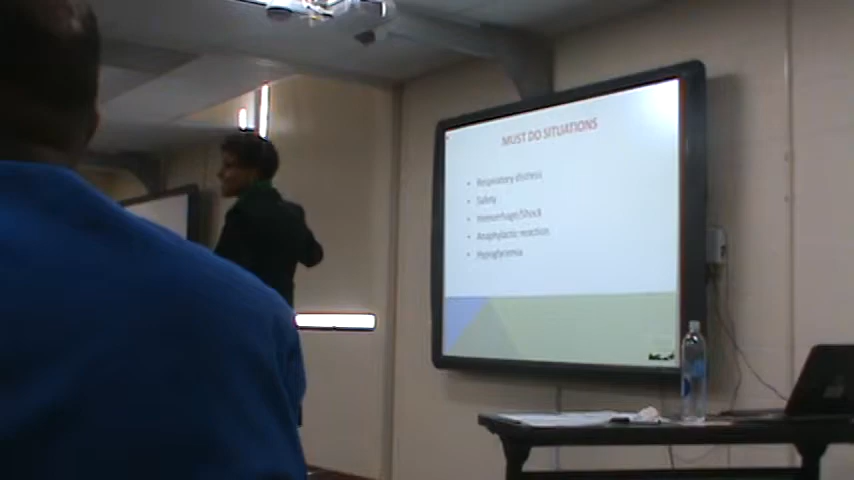 MUST DO SITUATIONS
• Respiratory distress
• Safety
• Hemorrhage/Shock
• Anaphylactic reaction
• Hypoglycemia